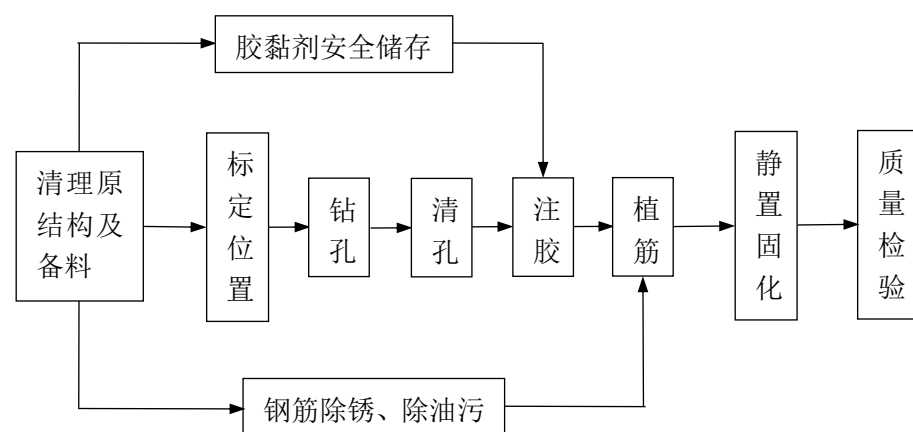 胶黏剂安全储存
清理原
结构及
备料
标定位置
钻孔
清孔
注胶
植筋
静置固化
质量检验
钢筋除锈、除油污